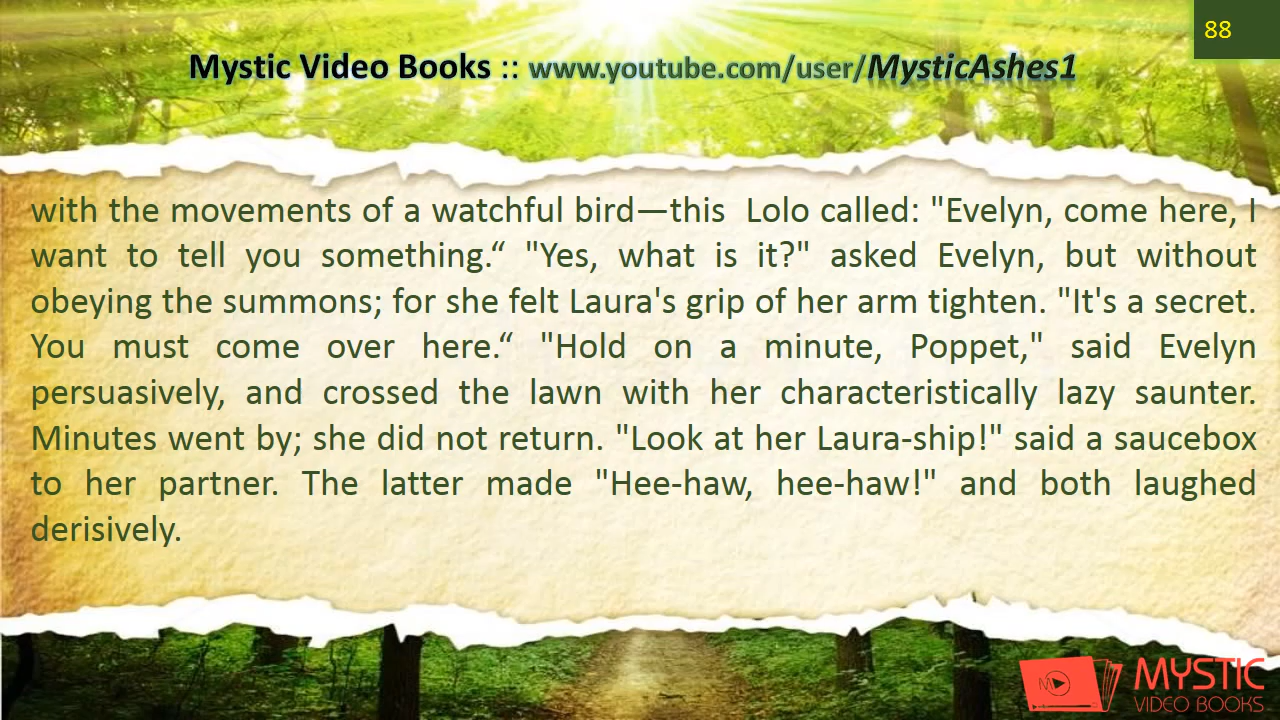 88
Mystic Video Books :: www.youtube.com/user/MysticAshes1
with the movements of a watchful bird—this  Lolo called: "Evelyn, come here, I
want to tell you something.“ "Yes, what is it?" asked Evelyn, but without
obeying the summons; for she felt Laura's grip of her arm tighten. "It's a secret.
You must come over here.“ "Hold on a minute, Poppet," said Evelyn
persuasively, and crossed the lawn with her characteristically lazy saunter.
Minutes went by; she did not return. "Look at her Laura-ship!" said a saucebox
to her partner. The latter made "Hee-haw, hee-haw!" and both laughed
derisively.
MYSTIC
VIDEO BOOKS